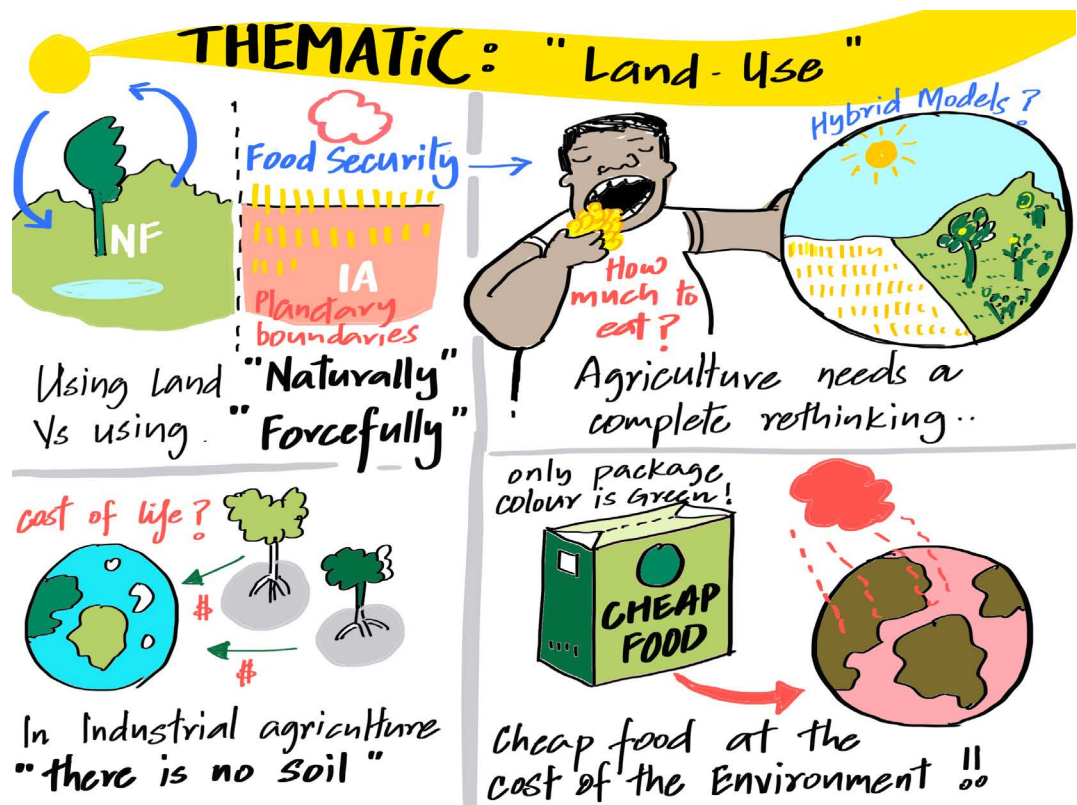 THEMATiC: "Land-Use"
NF
Food Security
IA
Planetary
boundaries
Using Land "Naturally"
Vs using. "Forcefully"
How
much to
eat?
Hybrid Models?
Agriculture needs a
complete rethinking..
cost of life?
$
$
In Industrial agriculture
"there is no soil"
only package
colour is Green!
CHEAP
FOOD
Cheap food at the
cost of the Environment !!